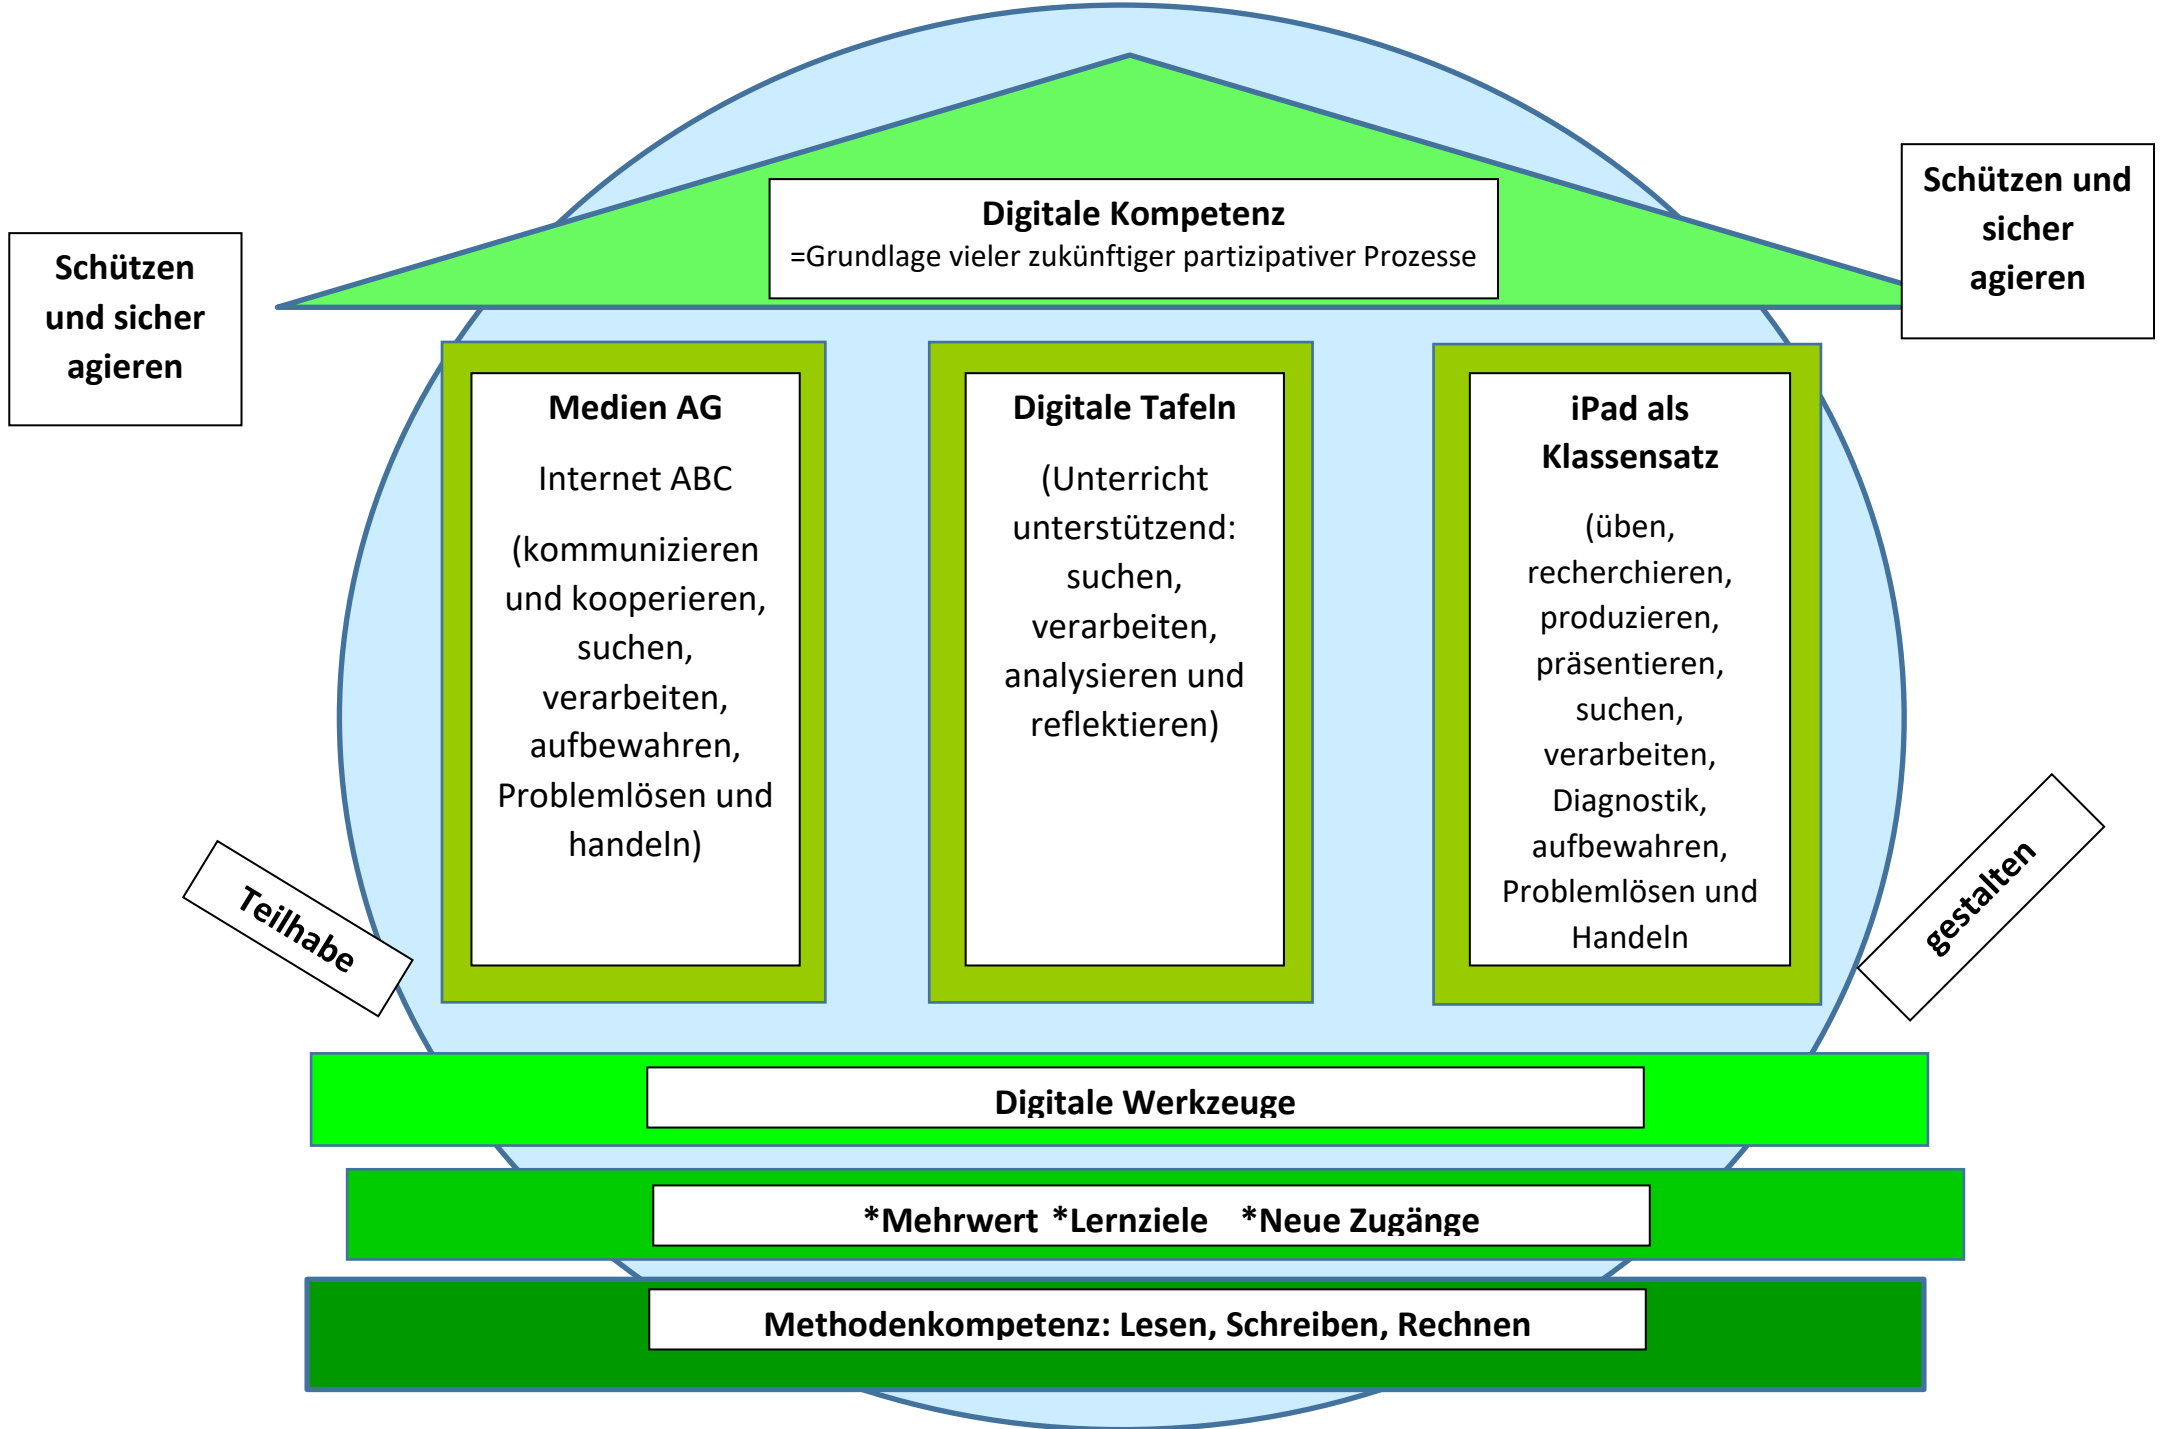 Digitale Kompetenz
=Grundlage vieler zukünftiger partizipativer Prozesse
Schützen
und sicher
agieren
Schützen und
sicher
agieren
Medien AG
Internet ABC
(kommunizieren
und kooperieren,
suchen,
verarbeiten,
aufbewahren,
Problemlösen und
handeln)
Digitale Tafeln
(Unterricht
unterstützend:
suchen,
verarbeiten,
analysieren und
reflektieren)
iPad als
Klassensatz
(üben,
recherchieren,
produzieren,
präsentieren,
suchen,
verarbeiten,
Diagnostik,
aufbewahren,
Problemlösen und
Handeln
Teilhabe
gestalten
Digitale Werkzeuge
*Mehrwert *Lernziele *Neue Zugänge
Methodenkompetenz: Lesen, Schreiben, Rechnen